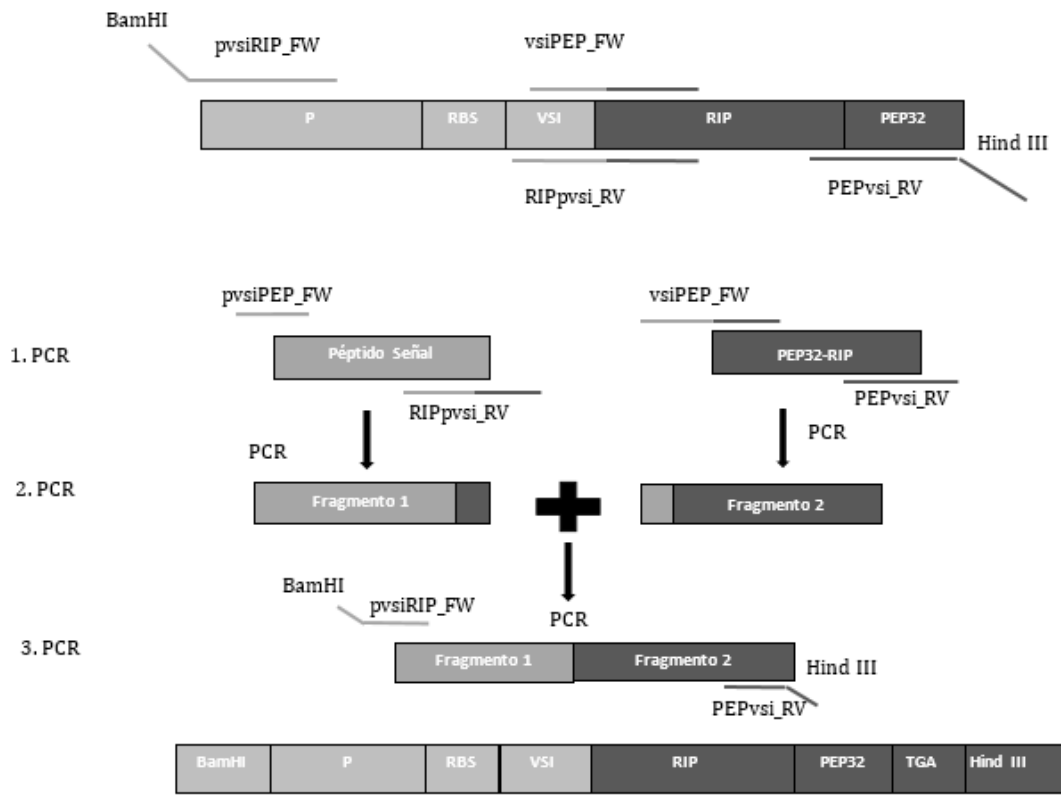 BamHI
pvsiRIP_FW
vsiPEP_FW
P
RBS
VSI
RIP
PEP32
Hind III
RIPpvsi_RV
PEPvsi_RV
pvsiPEP_FW
vsiPEP_FW
1. PCR
Péptido Señal
PEP32-RIP
RIPpvsi_RV
PEPvsi_RV
PCR
PCR
2. PCR
Fragmento 1
Fragmento 2
BamHI
pvsiRIP_FW
PCR
3. PCR
Fragmento 1
Fragmento 2
Hind III
PEPvsi_RV
BamHI
P
RBS
VSI
RIP
PEP32
TGA
Hind III